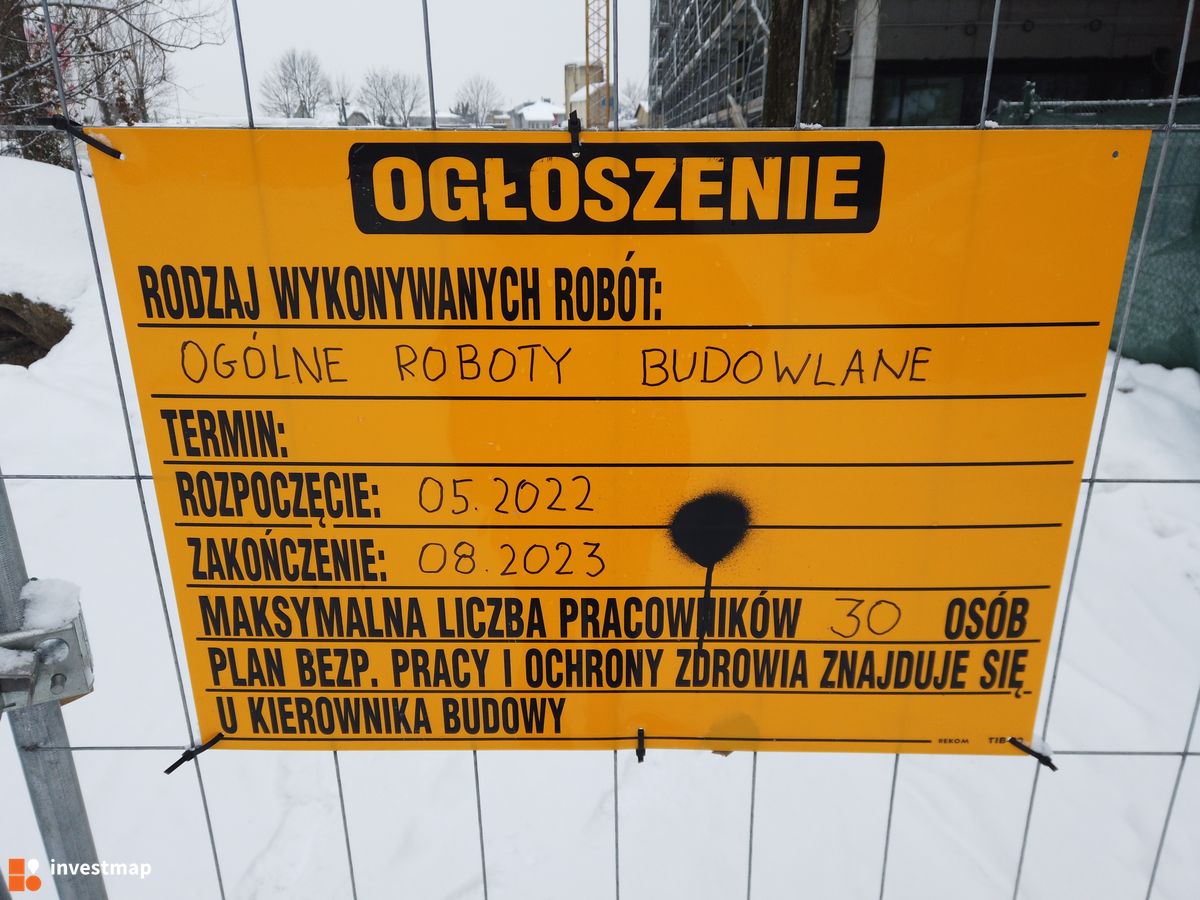 OGŁOSZENIE
RODZAJ WYKONYWANYCH ROBÓT:
OGÓLNE ROBOTY BUDOWLANE
TERMIN:
ROZPOCZĘCIE: 05.2022
ZAKOŃCZENIE: 08.2023
MAKSYMALNA LICZBA PRACOWNIKÓW 30 OSÓB
PLAN BEZP. PRACY I OCHRONY ZDROWIA ZNAJDUJE SIĘ
U KIEROWNIKA BUDOWY
REKOM
investmap